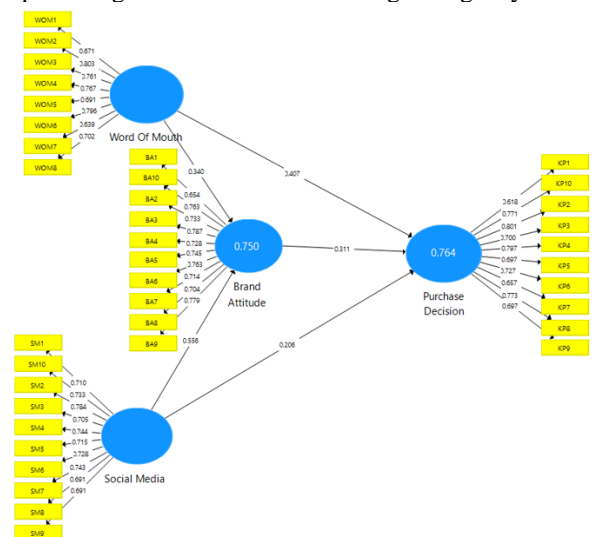 WOM1
WOM2
WOM3
WOM4
WOM5
WOM6
WOM7
WOM8
0.671
0.803
0.761
0.767
0.691
0.796
0.639
0.702
Word Of Mouth
0.340
0.407
BA1
BA10
BA2
BA3
BA4
BA5
BA6
BA7
BA8
BA9
0.654
0.763
0.733
0.787
0.728
0.745
0.763
0.714
0.704
0.779
0.750
Brand
Attitude
0.311
0.764
Purchase
Decision
KP1
KP10
KP2
KP3
KP4
KP5
KP6
KP7
KP8
KP9
0.618
0.771
0.801
0.700
0.797
0.697
0.727
0.657
0.773
0.697
0.556
0.206
SM1
SM10
SM2
SM3
SM4
SM5
SM6
SM7
SM8
SM9
0.710
0.733
0.784
0.705
0.744
0.715
0.728
0.743
0.691
0.691
Social Media